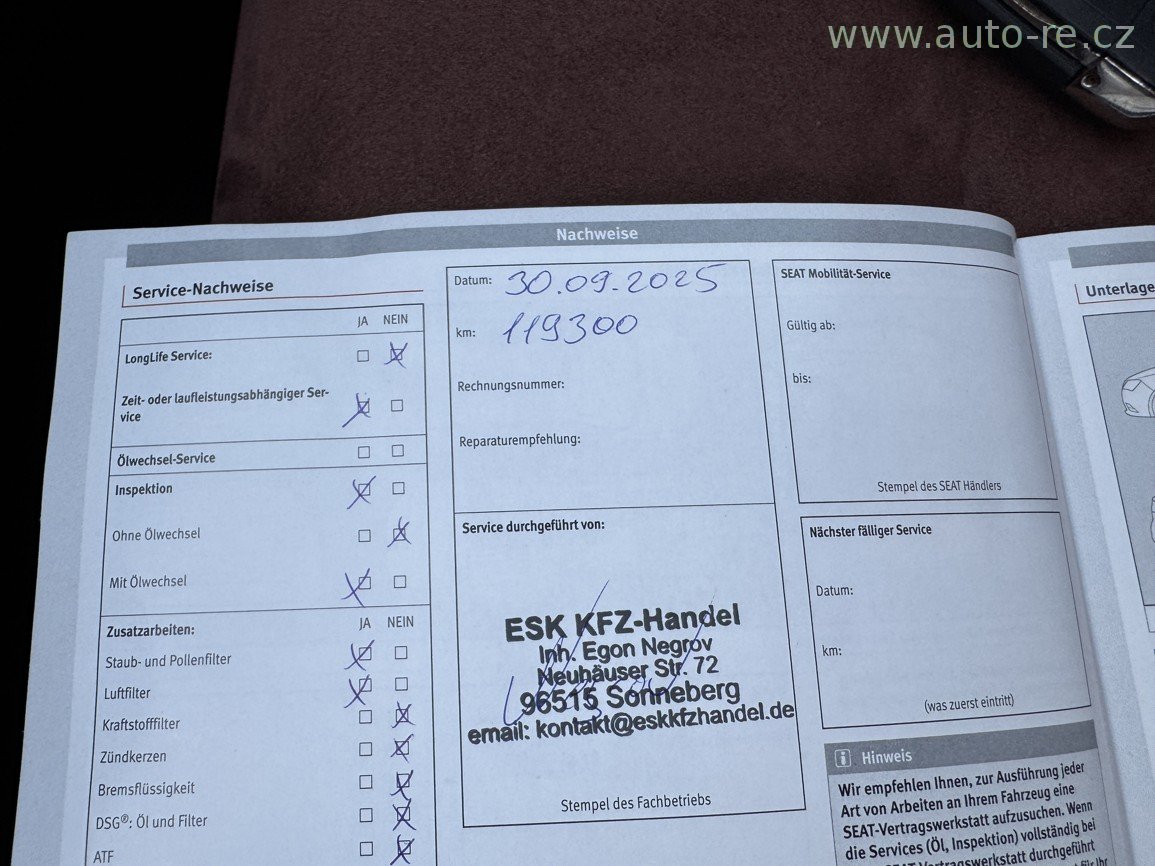 www.auto-re.cz
Nachweise
Service-Nachweise
JA NEIN
LongLife Service:
Zeit- oder laufleistungsabhängiger Ser-
vice
Ölwechsel-Service
Inspektion
Ohne Ölwechsel
Mit Ölwechsel
Zusatzarbeiten: JA NEIN
Staub- und Pollenfilter
Luftfilter
Kraftstofffilter
Zündkerzen
Bremsflüssigkeit
DSG®: Öl und Filter
ATF
Datum: 30.09.2025
km: 119300
Rechnungsnummer:
Reparaturempfehlung:
Service durchgeführt von:
ESK KFZ-Handel
Inh. Egon Negrov
Neuhäuser Str. 72
96515 Sonneberg
email: kontakt@eskkfzhandel.de
Stempel des Fachbetriebs
SEAT Mobilität-Service
Gültig ab:
bis:
Stempel des SEAT Händlers
Nächster fälliger Service
Datum:
km:
(was zuerst eintritt)
Hinweis
Wir empfehlen Ihnen, zur Ausführung jeder
Art von Arbeiten an Ihrem Fahrzeug eine
SEAT-Vertragswerkstatt aufzusuchen. Wenn
die Services (Öl, Inspektion) vollständig bei
durchgeführt
Unterlage